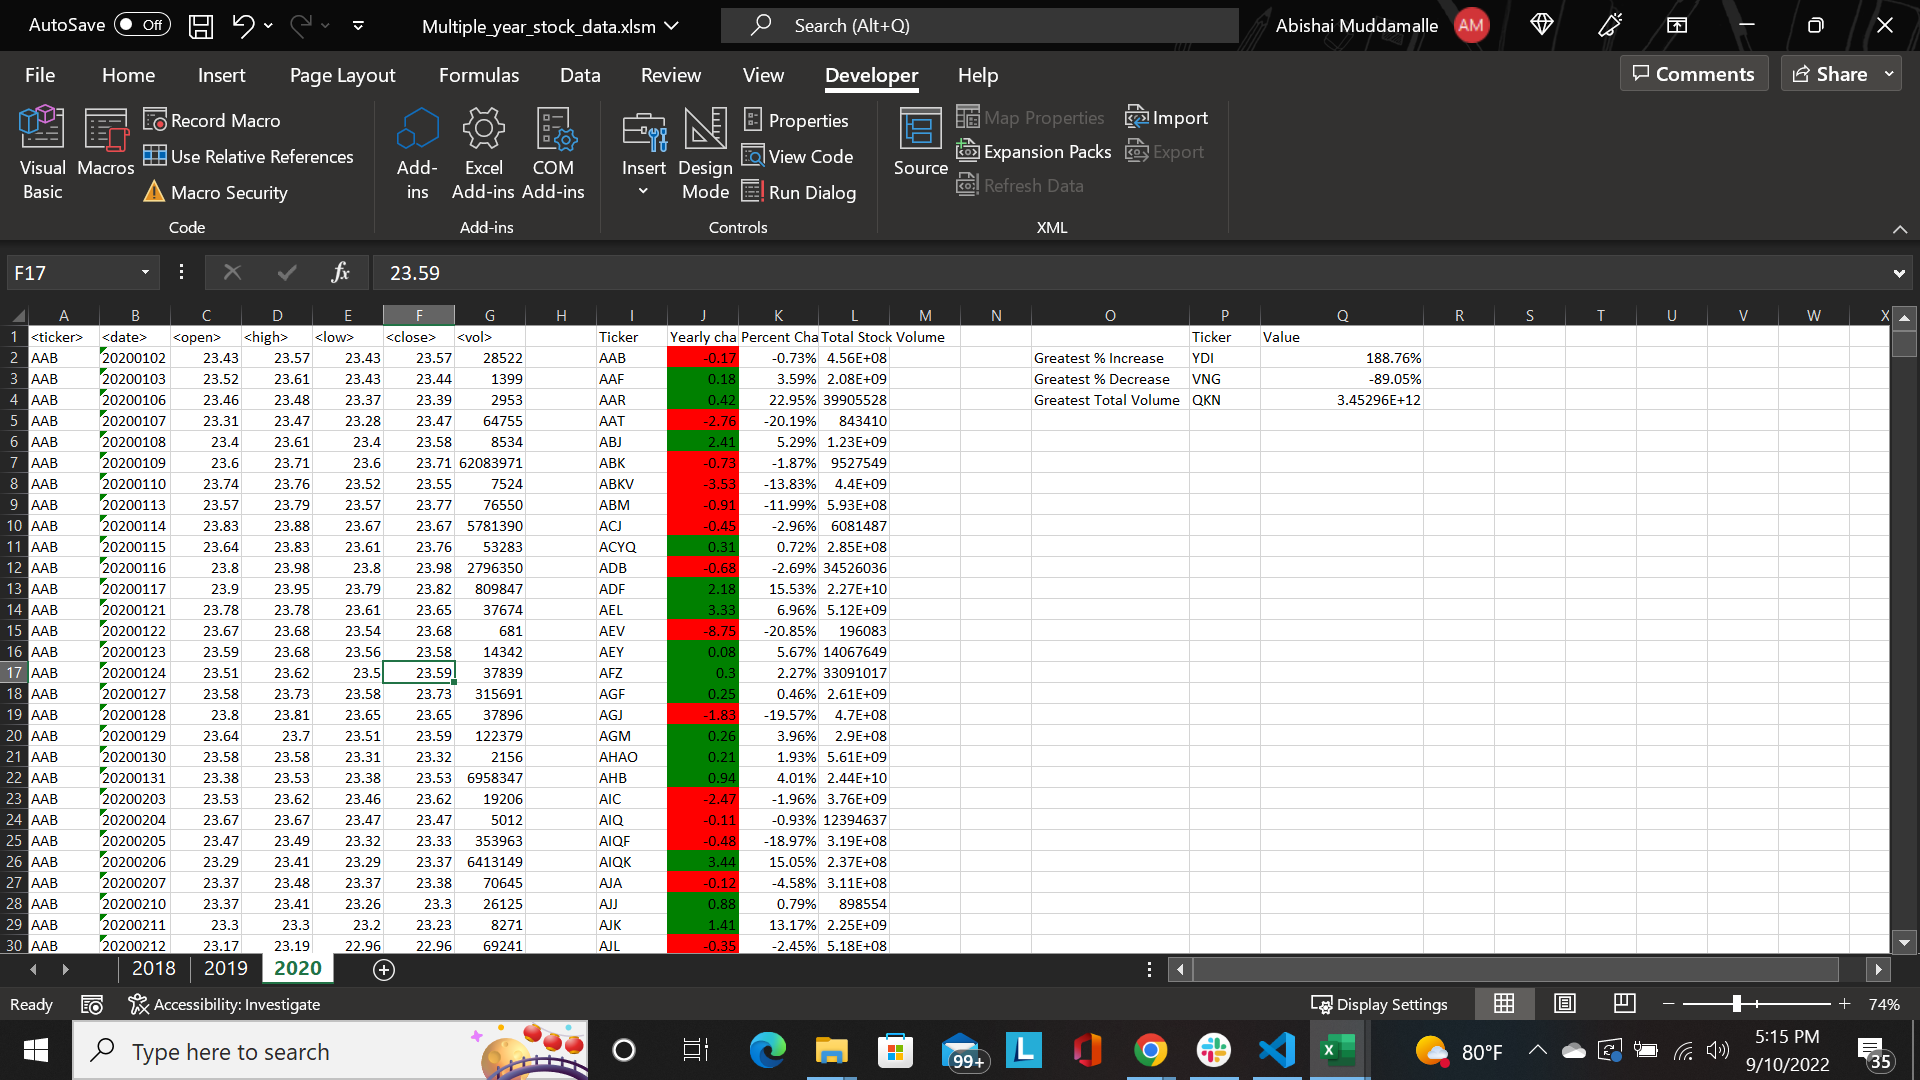 AutoSave Off Multiple_year_stock_data.xlsm Search (Alt+Q) Abishai Muddamalle AM
File Home Insert Page Layout Formulas Data Review View Developer Help Comments Share
Visual Basic Macros Record Macro Use Relative References Macro Security Code
Add-ins Excel Add-ins COM Add-ins Add-ins
Insert Design Mode Properties View Code Run Dialog Controls
Source Map Properties Expansion Packs Refresh Data Import Export XML
F17 fx 23.59
A B C D E F G H I J K L M N O P Q R S T U V W X
1 <ticker> <date> <open> <high> <low> <close> <vol> Ticker Yearly cha Percent Cha Total Stock Volume Ticker Value
2 AAB 20200102 23.43 23.57 23.43 23.57 28522 AAB -0.17 -0.73% 4.56E+08 Greatest % Increase YDI 188.76%
3 AAB 20200103 23.52 23.61 23.43 23.44 1399 AAF 0.18 3.59% 2.08E+09 Greatest % Decrease VNG -89.05%
4 AAB 20200106 23.46 23.48 23.37 23.39 2953 AAR 0.42 22.95% 39905528 Greatest Total Volume QKN 3.45296E+12
5 AAB 20200107 23.31 23.47 23.28 23.47 64755 AAT -2.76 -20.19% 843410
6 AAB 20200108 23.4 23.61 23.4 23.58 8534 ABJ 2.41 5.29% 1.23E+09
7 AAB 20200109 23.6 23.71 23.6 23.71 62083971 ABK -0.73 -1.87% 9527549
8 AAB 20200110 23.74 23.76 23.52 23.55 7524 ABKV -3.53 -13.83% 4.4E+09
9 AAB 20200113 23.57 23.79 23.57 23.77 76550 ABM -0.91 -11.99% 5.93E+08
10 AAB 20200114 23.83 23.88 23.67 23.67 5781390 ACJ -0.45 -2.96% 6081487
11 AAB 20200115 23.64 23.83 23.61 23.76 53283 ACYQ 0.31 0.72% 2.85E+08
12 AAB 20200116 23.8 23.98 23.8 23.98 2796350 ADB -0.68 -2.69% 34526036
13 AAB 20200117 23.9 23.95 23.79 23.82 809847 ADF 2.18 15.53% 2.27E+10
14 AAB 20200121 23.78 23.78 23.61 23.65 37674 AEL 3.33 6.96% 5.12E+09
15 AAB 20200122 23.67 23.68 23.54 23.68 681 AEV -8.75 -20.85% 196083
16 AAB 20200123 23.59 23.68 23.56 23.58 14342 AEY 0.08 5.67% 14067649
17 AAB 20200124 23.51 23.62 23.5 23.59 37839 AFZ 0.3 2.27% 33091017
18 AAB 20200127 23.58 23.73 23.58 23.73 315691 AGF 0.25 0.46% 2.61E+09
19 AAB 20200128 23.8 23.81 23.65 23.65 37896 AGJ -1.83 -19.57% 4.7E+08
20 AAB 20200129 23.64 23.7 23.51 23.59 122379 AGM 0.26 3.96% 2.9E+08
21 AAB 20200130 23.58 23.58 23.31 23.32 2156 AHAO 0.21 1.93% 5.61E+09
22 AAB 20200131 23.38 23.53 23.38 23.53 6958347 AHB 0.94 4.01% 2.44E+10
23 AAB 20200203 23.53 23.62 23.46 23.62 19206 AIC -2.47 -1.96% 3.76E+09
24 AAB 20200204 23.67 23.67 23.47 23.47 5012 AIQ -0.11 -0.93% 12394637
25 AAB 20200205 23.47 23.49 23.32 23.33 353963 AIQF -0.48 -18.97% 3.19E+08
26 AAB 20200206 23.29 23.41 23.29 23.37 6413149 AIQK 3.44 15.05% 2.37E+08
27 AAB 20200207 23.37 23.48 23.37 23.38 70645 AJA -0.12 -4.58% 3.11E+08
28 AAB 20200210 23.37 23.41 23.26 23.3 26125 AJJ 0.88 0.79% 898554
29 AAB 20200211 23.3 23.3 23.2 23.23 8271 AJK 1.41 13.17% 2.25E+09
30 AAB 20200212 23.17 23.19 22.96 22.96 69241 AJL -0.35 -2.45% 5.18E+08
2018 2019 2020
Ready Accessibility: Investigate Display Settings 74%
Type here to search 99+ L 80°F 5:15 PM 35
9/10/2022